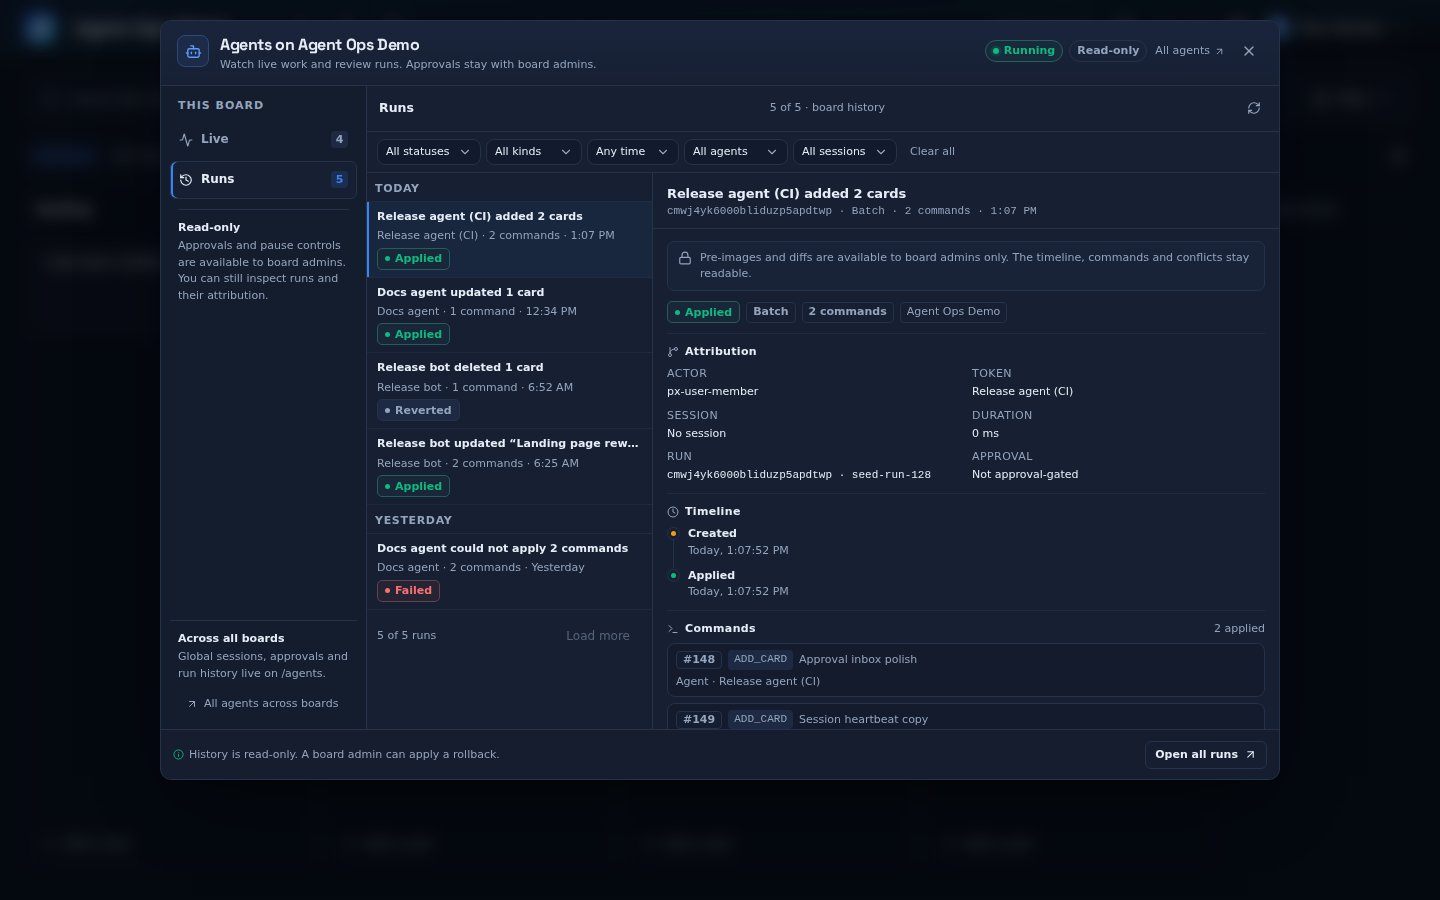 Agents on Agent Ops Demo
Watch live work and review runs. Approvals stay with board admins.
Running
Read-only
All agents
THIS BOARD
Live 4
Runs 5
Read-only
Approvals and pause controls
are available to board admins.
You can still inspect runs and
their attribution.
Across all boards
Global sessions, approvals and
run history live on /agents.
All agents across boards
Runs
5 of 5 · board history
All statuses
All kinds
Any time
All agents
All sessions
Clear all
TODAY
Release agent (CI) added 2 cards
Release agent (CI) · 2 commands · 1:07 PM
Applied
Docs agent updated 1 card
Docs agent · 1 command · 12:34 PM
Applied
Release bot deleted 1 card
Release bot · 1 command · 6:52 AM
Reverted
Release bot updated “Landing page rew…
Release bot · 2 commands · 6:25 AM
Applied
YESTERDAY
Docs agent could not apply 2 commands
Docs agent · 2 commands · Yesterday
Failed
5 of 5 runs
Load more
Release agent (CI) added 2 cards
cmwj4yk6000bliduzp5apdtwp · Batch · 2 commands · 1:07 PM
Pre-images and diffs are available to board admins only. The timeline, commands and conflicts stay
readable.
Applied
Batch
2 commands
Agent Ops Demo
Attribution
ACTOR
px-user-member
TOKEN
Release agent (CI)
SESSION
No session
DURATION
0 ms
RUN
cmwj4yk6000bliduzp5apdtwp · seed-run-128
APPROVAL
Not approval-gated
Timeline
Created
Today, 1:07:52 PM
Applied
Today, 1:07:52 PM
Commands
2 applied
#148 ADD_CARD Approval inbox polish
Agent · Release agent (CI)
#149 ADD_CARD Session heartbeat copy
History is read-only. A board admin can apply a rollback.
Open all runs